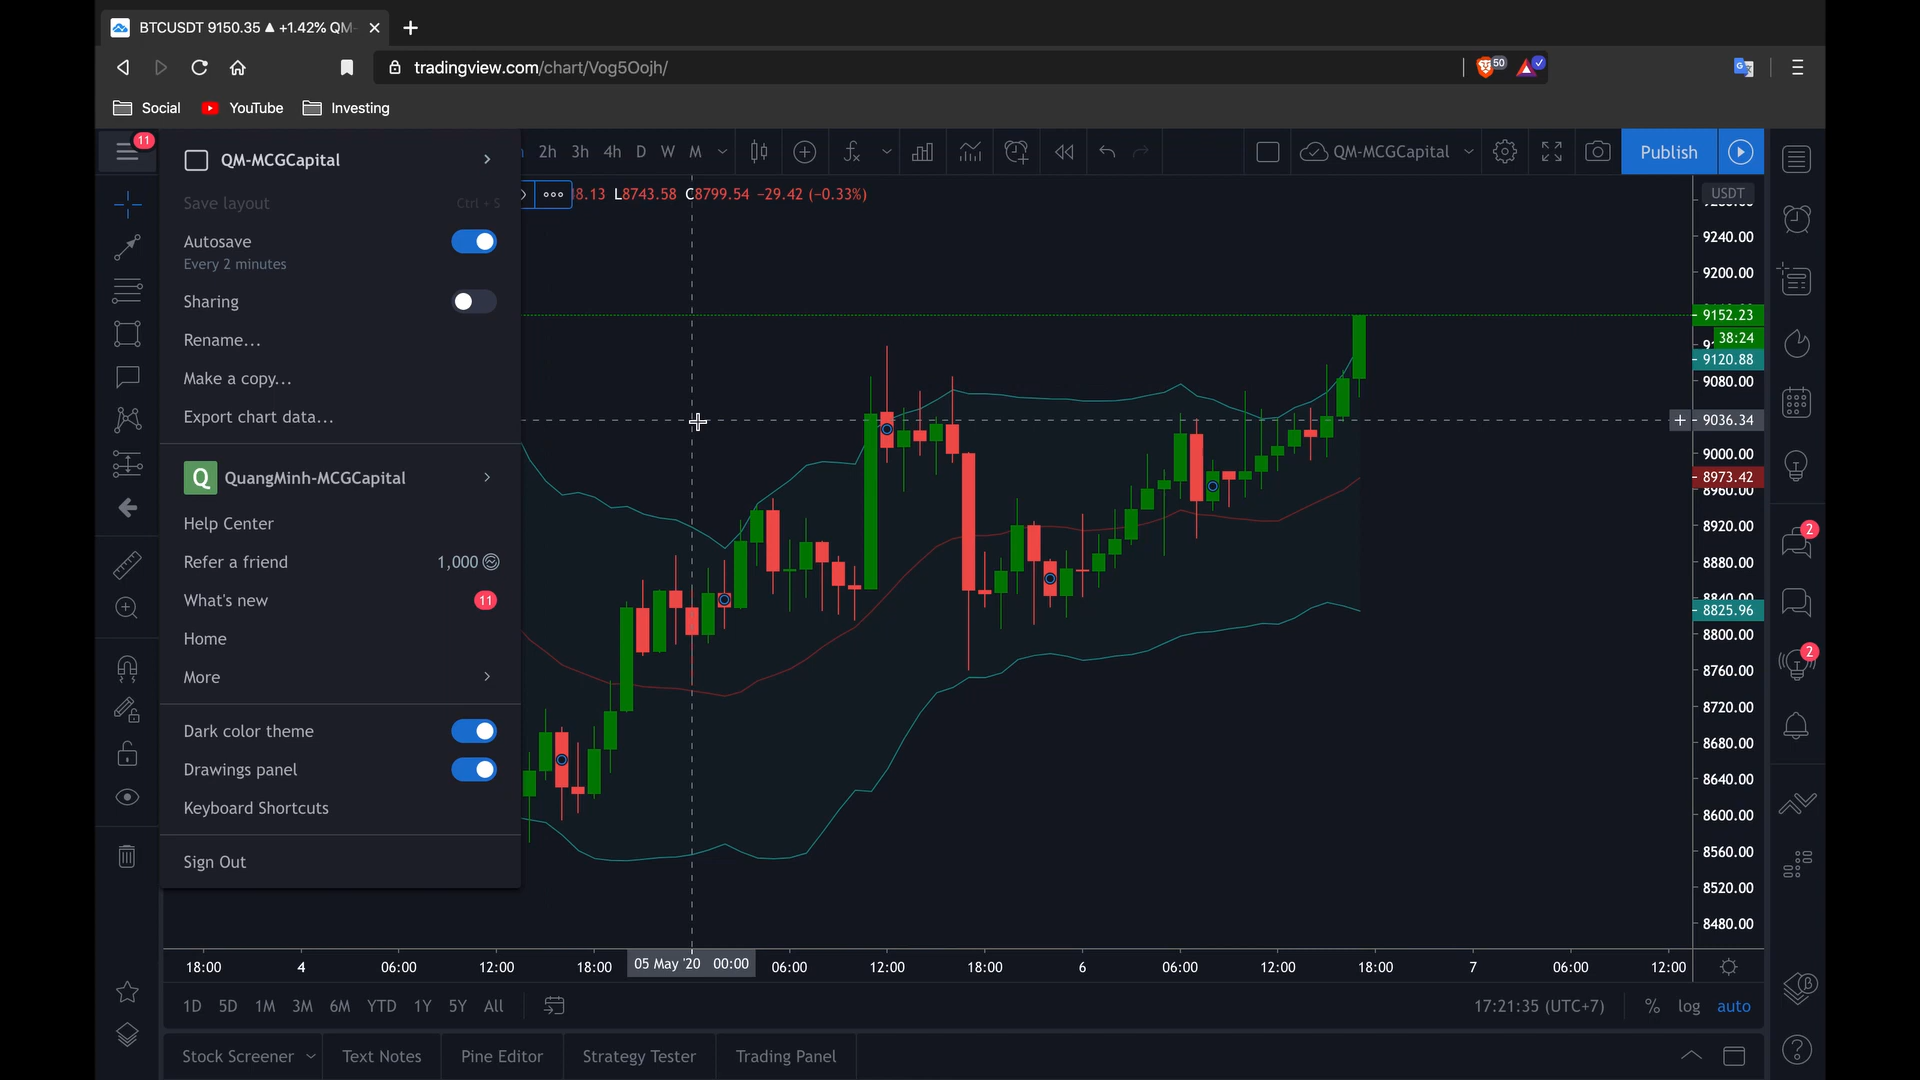 BTCUSDT 9150.35 ▲ +1.42% QM-
tradingview.com/chart/Vog5Oojh/
50
Social YouTube Investing
11
QM-MCGCapital
2h 3h 4h D W M
QM-MCGCapital
Publish
Save layout Ctrl + S
Autosave
Every 2 minutes
Sharing
Rename...
Make a copy...
Export chart data...
QuangMinh-MCGCapital
Q
Help Center
Refer a friend 1,000
What's new 11
Home
More
Dark color theme
Drawings panel
Keyboard Shortcuts
Sign Out
8.13 L8743.58 C8799.54 −29.42 (−0.33%)
USDT
9240.00
9200.00
9152.23
38:24
9120.88
9080.00
9036.34
9000.00
8973.42
8960.00
8920.00
8880.00
8840.00
8825.96
8800.00
8760.00
8720.00
8680.00
8640.00
8600.00
8560.00
8520.00
8480.00
2
2
18:00 4 06:00 12:00 18:00 05 May '20 00:00 06:00 12:00 18:00 6 06:00 12:00 18:00 7 06:00 12:00
1D 5D 1M 3M 6M YTD 1Y 5Y All
17:21:35 (UTC+7) % log auto
Stock Screener Text Notes Pine Editor Strategy Tester Trading Panel